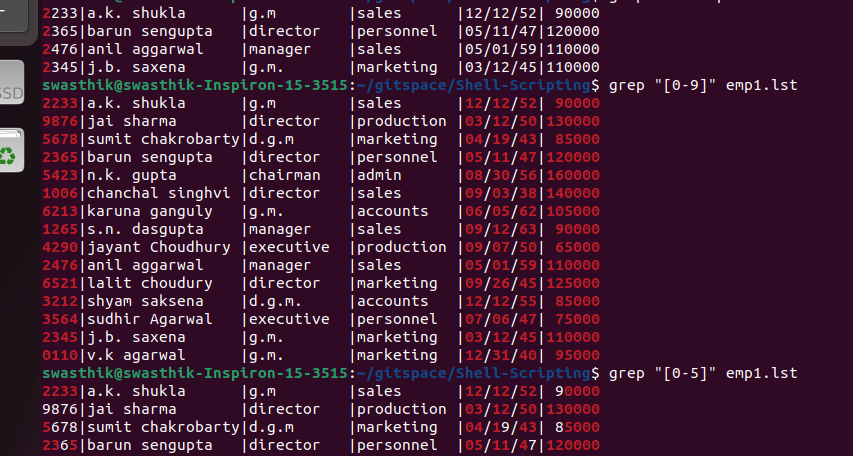 2233|a.k. shukla     |g.m       |sales     |12/12/52| 90000
2365|barun sengupta  |director  |personnel |05/11/47|120000
2476|anil aggarwal   |manager   |sales     |05/01/59|110000
2345|j.b. saxena     |g.m.      |marketing |03/12/45|110000
swasthik@swasthik-Inspiron-15-3515:~/gitspace/Shell-Scripting$ grep "[0-9]" emp1.lst
2233|a.k. shukla     |g.m       |sales     |12/12/52| 90000
9876|jai sharma      |director  |production |03/12/50|130000
5678|sumit chakrobarty|d.g.m    |marketing |04/19/43| 85000
2365|barun sengupta  |director  |personnel |05/11/47|120000
5423|n.k. gupta      |chairman  |admin     |08/30/56|160000
1006|chanchal singhvi |director |sales     |09/03/38|140000
6213|karuna ganguly  |g.m.      |accounts  |06/05/62|105000
1265|s.n. dasgupta   |manager   |sales     |09/12/63| 90000
4290|jayant Choudhury |executive |production |09/07/50| 65000
2476|anil aggarwal   |manager   |sales     |05/01/59|110000
6521|lalit choudury  |director  |marketing |09/26/45|125000
3212|shyam saksena   |d.g.m.    |accounts  |12/12/55| 85000
3564|sudhir Agarwal  |executive |personnel |07/06/47| 75000
2345|j.b. saxena     |g.m.      |marketing |03/12/45|110000
0110|v.k agarwal     |g.m.      |marketing |12/31/40| 95000
swasthik@swasthik-Inspiron-15-3515:~/gitspace/Shell-Scripting$ grep "[0-5]" emp1.lst
2233|a.k. shukla     |g.m       |sales     |12/12/52| 90000
9876|jai sharma      |director  |production |03/12/50|130000
5678|sumit chakrobarty|d.g.m    |marketing |04/19/43| 85000
2365|barun sengupta  |director  |personnel |05/11/47|120000
SSD